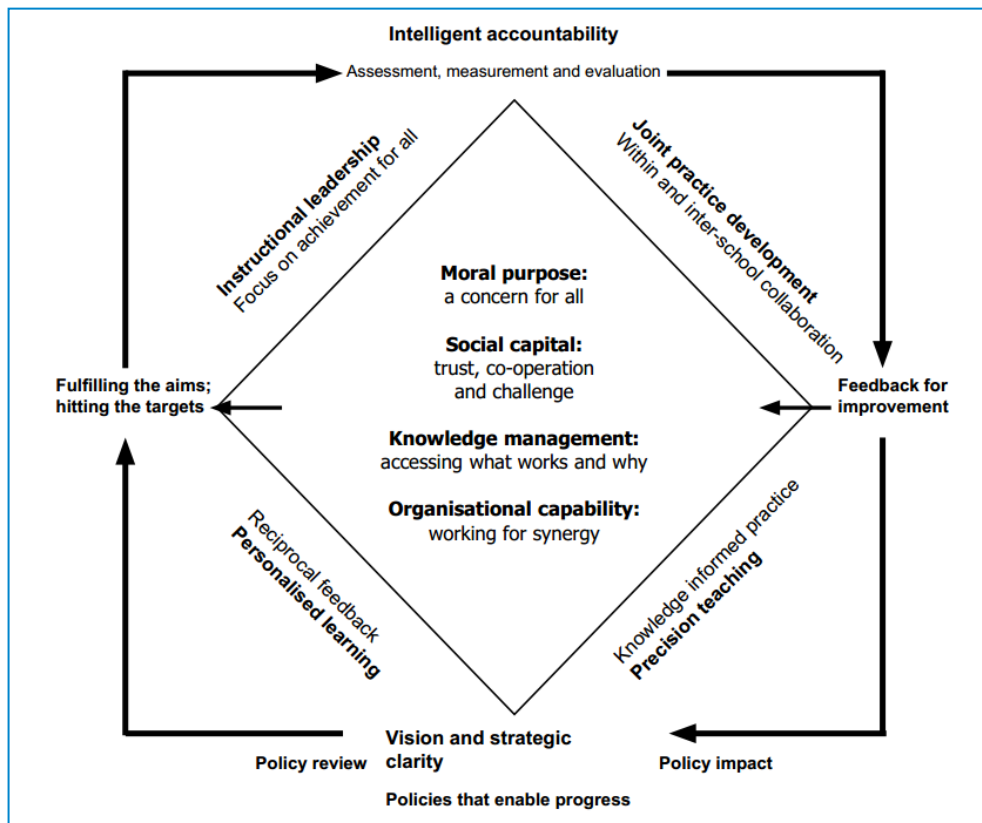 Intelligent accountability
Assessment, measurement and evaluation
Instructional leadership
Focus on achievement for all
Joint practice development
Within and inter-school collaboration
Moral purpose:
a concern for all
Social capital:
trust, co-operation
and challenge
Fulfilling the aims;
hitting the targets
Feedback for
improvement
Knowledge management:
accessing what works and why
Organisational capability:
working for synergy
Reciprocal feedback
Personalised learning
Knowledge informed practice
Precision teaching
Vision and strategic
clarity
Policy review
Policy impact
Policies that enable progress